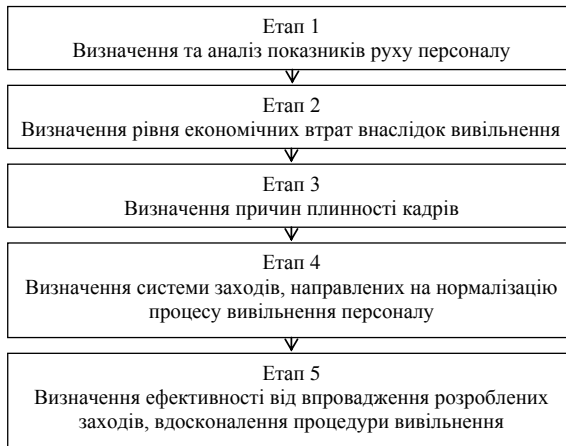 Етап 1
Визначення та аналіз показників руху персоналу
Етап 2
Визначення рівня економічних втрат внаслідок вивільнення
Етап 3
Визначення причин плинності кадрів
Етап 4
Визначення системи заходів, направлених на нормалізацію
процесу вивільнення персоналу
Етап 5
Визначення ефективності від впровадження розроблених
заходів, вдосконалення процедури вивільнення